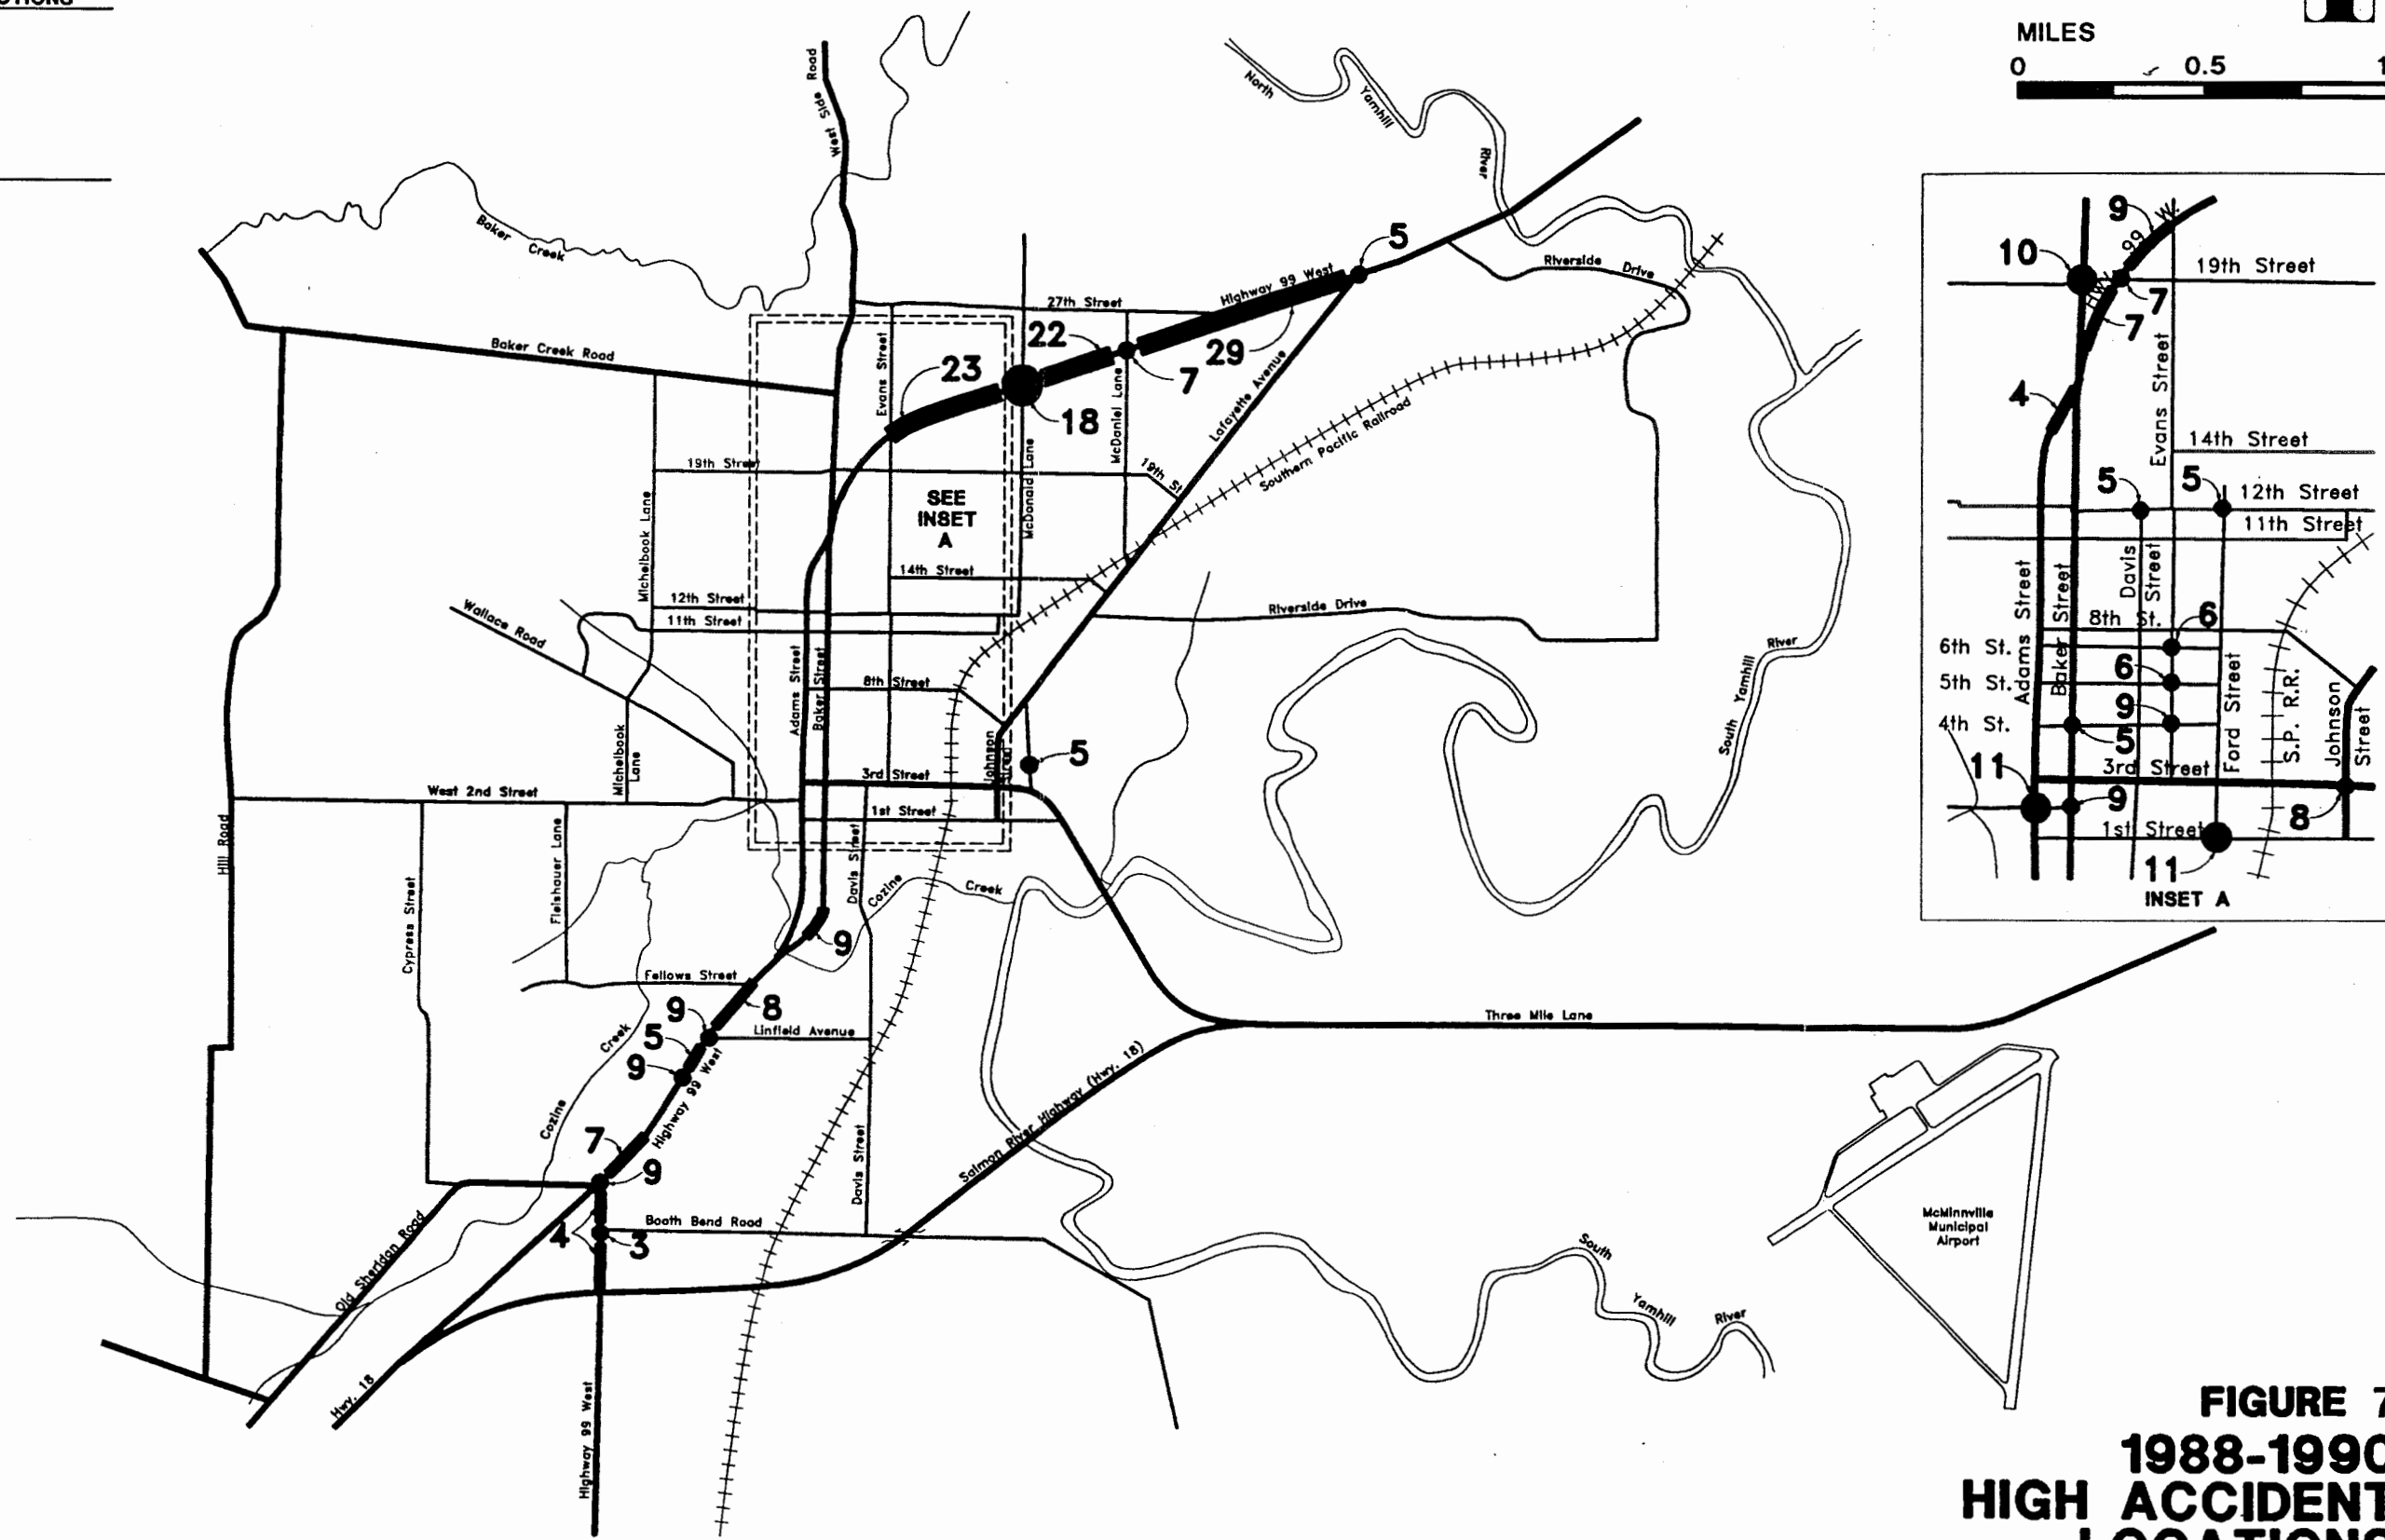 MILES
0 0.5 1
North
Yamhill
River
West Side Road
Baker
Creek
Highway 99 West
5
Riverside Drive
27th Street
Baker Creek Road
Evans Street
23
22
18
7
29
McDaniel Lane
McDonald Lane
Lafayette Avenue
Southern Pacific Railroad
19th Street
19th St
Michelbook Lane
SEE
INSET
A
14th Street
12th Street
11th Street
Wallace Road
Riverside Drive
Adams Street
Baker Street
8th Street
Michelbook
Lane
Johnson
Street
5
3rd Street
West 2nd Street
1st Street
Hill Road
Cypress Street
Fleishauer Lane
Davis Street
Cozine
Creek
South Yamhill
River
9
Fellows Street
8
9
Linfield Avenue
5
9
Highway 99 West
Cozine
Creek
7
9
Davis Street
Three Mile Lane
Salmon River Highway (Hwy. 18)
4
3
Booth Bend Road
Old Sheridan Road
Hwy. 18
Highway 99 West
South
Yamhill
River
McMinnville
Municipal
Airport
9
HWY. 99 W.
10
19th Street
7
7
4
Evans Street
14th Street
5
5
12th Street
11th Street
Adams Street
Baker Street
Davis
Street
8th St.
6
6th St.
6
5th St.
9
4th St.
5
Ford Street
S.P. R.R.
Johnson
Street
11
3rd Street
9
8
1st Street
11
INSET A
FIGURE 7
1988-1990
HIGH ACCIDENT
LOCATIONS